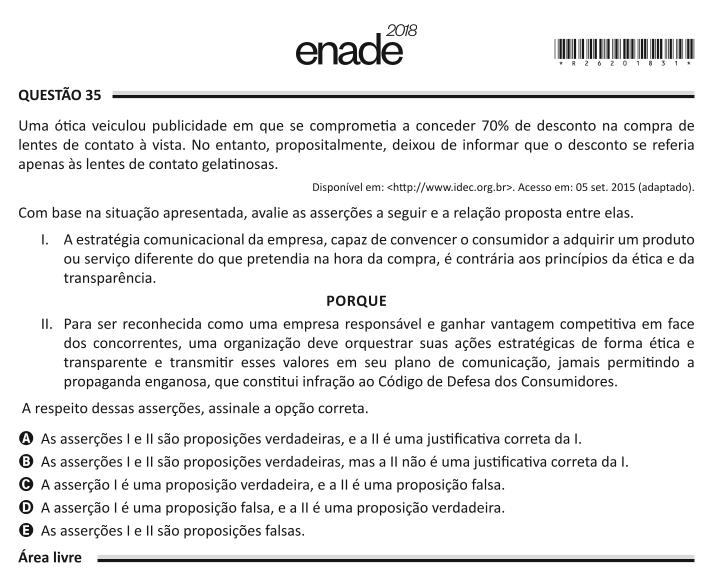 enade2018
*R26201831*
QUESTÃO 35
Uma ótica veiculou publicidade em que se comprometia a conceder 70% de desconto na compra de
lentes de contato à vista. No entanto, propositalmente, deixou de informar que o desconto se referia
apenas às lentes de contato gelatinosas.
Disponível em: <http://www.idec.org.br>. Acesso em: 05 set. 2015 (adaptado).
Com base na situação apresentada, avalie as asserções a seguir e a relação proposta entre elas.
I. A estratégia comunicacional da empresa, capaz de convencer o consumidor a adquirir um produto
ou serviço diferente do que pretendia na hora da compra, é contrária aos princípios da ética e da
transparência.
PORQUE
II. Para ser reconhecida como uma empresa responsável e ganhar vantagem competitiva em face
dos concorrentes, uma organização deve orquestrar suas ações estratégicas de forma ética e
transparente e transmitir esses valores em seu plano de comunicação, jamais permitindo a
propaganda enganosa, que constitui infração ao Código de Defesa dos Consumidores.
A respeito dessas asserções, assinale a opção correta.
A As asserções I e II são proposições verdadeiras, e a II é uma justificativa correta da I.
B As asserções I e II são proposições verdadeiras, mas a II não é uma justificativa correta da I.
C A asserção I é uma proposição verdadeira, e a II é uma proposição falsa.
D A asserção I é uma proposição falsa, e a II é uma proposição verdadeira.
E As asserções I e II são proposições falsas.
Área livre